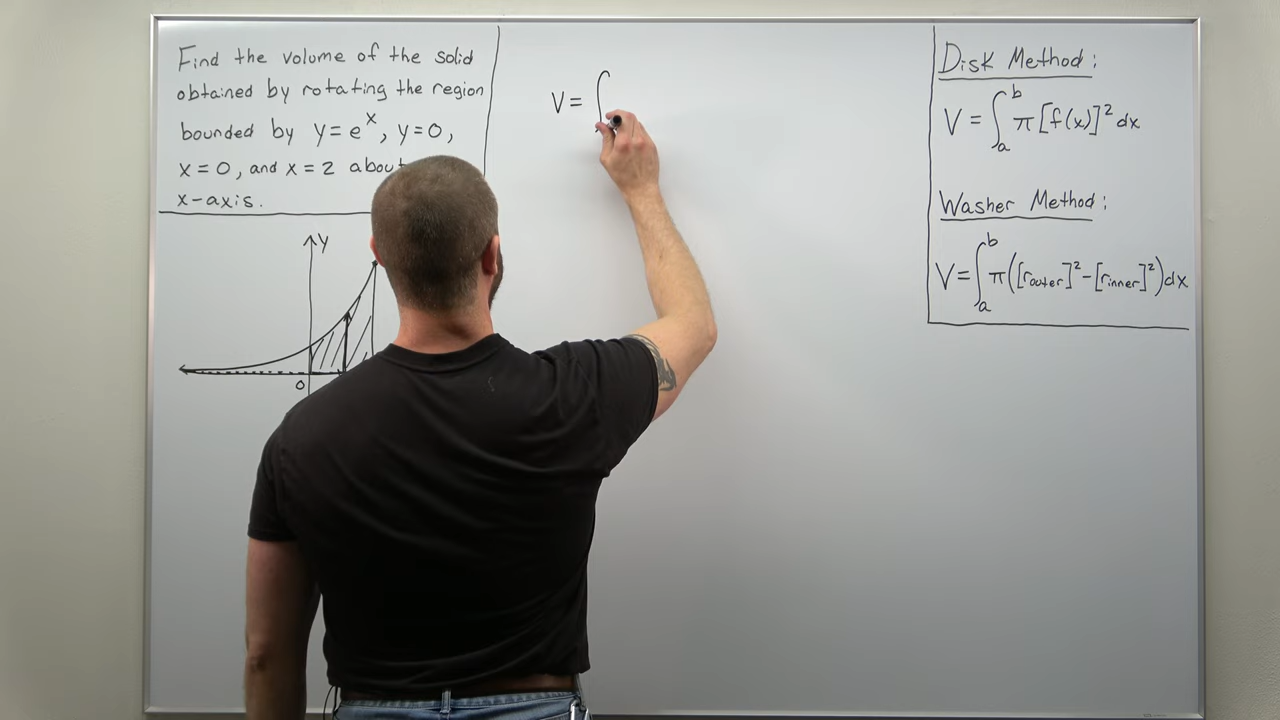 Find the volume of the solid
obtained by rotating the region
bounded by y=e^x, y=0,
x=0, and x=2
x-axis.
y
0
V= ∫
Disk Method:
V = ∫_a^b π[f(x)]² dx
Washer Method:
V=∫_a^b π([r_outer]²-[r_inner]²)dx